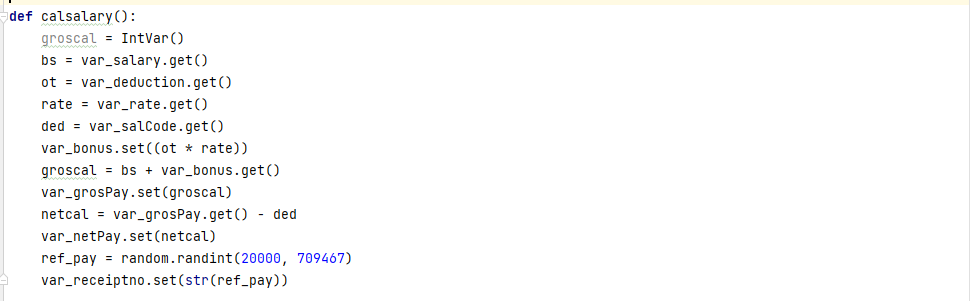 def calsalary():
    groscal = IntVar()
    bs = var_salary.get()
    ot = var_deduction.get()
    rate = var_rate.get()
    ded = var_salCode.get()
    var_bonus.set((ot * rate))
    groscal = bs + var_bonus.get()
    var_grosPay.set(groscal)
    netcal = var_grosPay.get() - ded
    var_netPay.set(netcal)
    ref_pay = random.randint(20000, 709467)
    var_receiptno.set(str(ref_pay))